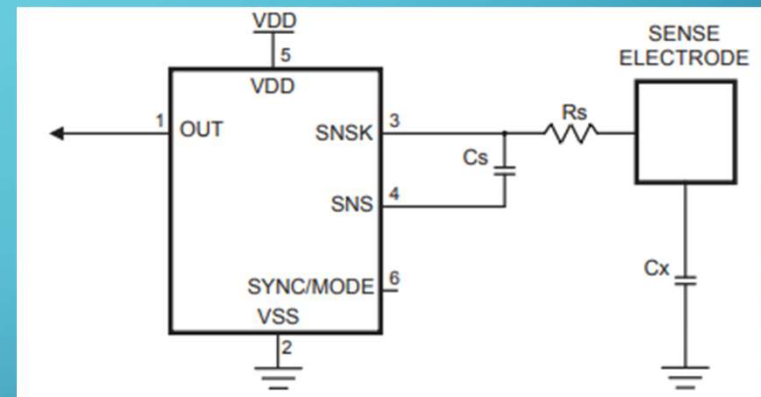 VDD
5
VDD
1
OUT
SNSK
3
SNS
4
SYNC/MODE
6
VSS
2
Cs
Rs
SENSE
ELECTRODE
Cx